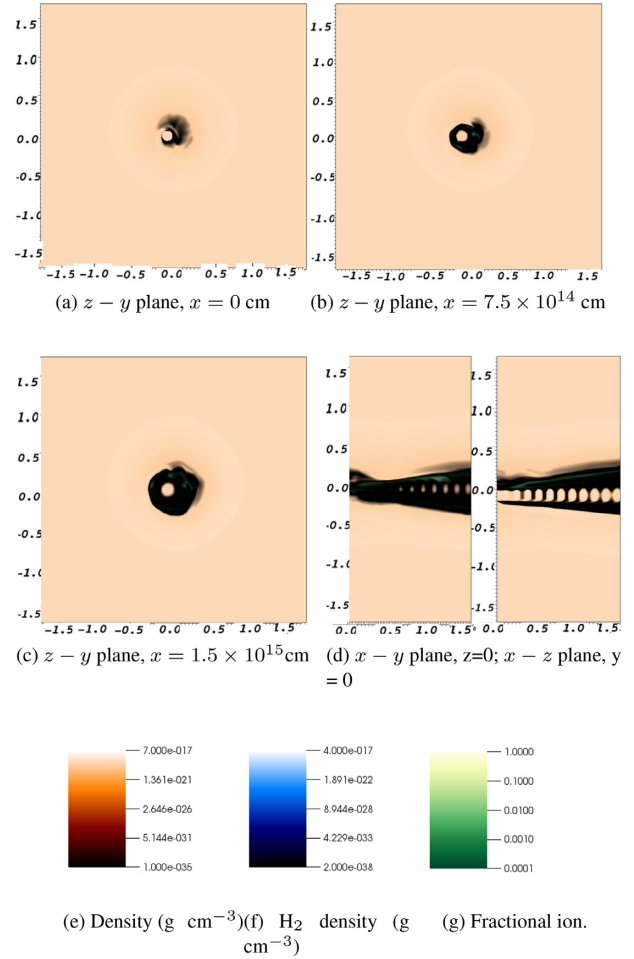 1.5
1.0
0.5
0.0
-0.5
-1.0
-1.5
-1.5 -1.0 -0.5 0.0 0.5 1.0 1.5
(a) z − y plane, x = 0 cm
1.5
1.0
0.5
0.0
-0.5
-1.0
-1.5
-1.5 -1.0 -0.5 0.0 0.5 1.0 1.5
(b) z − y plane, x = 7.5 × 10¹⁴ cm
1.5
1.0
0.5
0.0
-0.5
-1.0
-1.5
-1.5 -1.0 -0.5 0.0 0.5 1.0 1.5
(c) z − y plane, x = 1.5 × 10¹⁵cm
1.5
1.0
0.5
0.0
-0.5
-1.0
-1.5
0.0 0.5 1.0 1.5
1.5
1.0
0.5
0.0
-0.5
-1.0
-1.5
0.0 0.5 1.0 1.5
(d) x − y plane, z=0; x − z plane, y
= 0
7.000e-017
1.361e-021
2.646e-026
5.144e-031
1.000e-035
(e) Density (g cm⁻³)
4.000e-017
1.891e-022
8.944e-028
4.229e-033
2.000e-038
(f) H₂ density (g
cm⁻³)
1.0000
0.1000
0.0100
0.0010
0.0001
(g) Fractional ion.